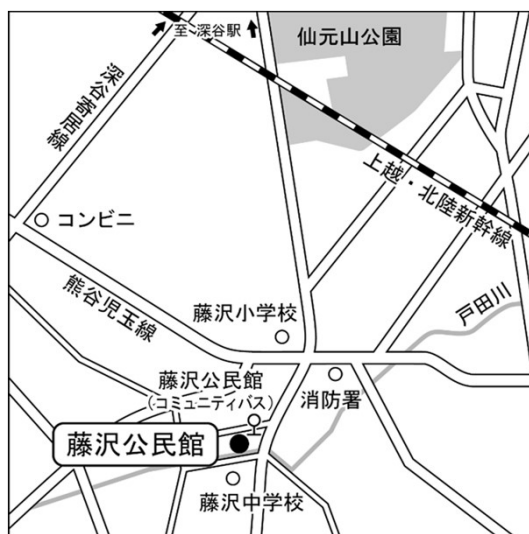 至 深谷駅
仙元山公園
深谷寄居線
上越・北陸新幹線
コンビニ
戸田川
熊谷児玉線
藤沢小学校
藤沢公民館
(コミュニティバス)
消防署
藤沢公民館
藤沢中学校